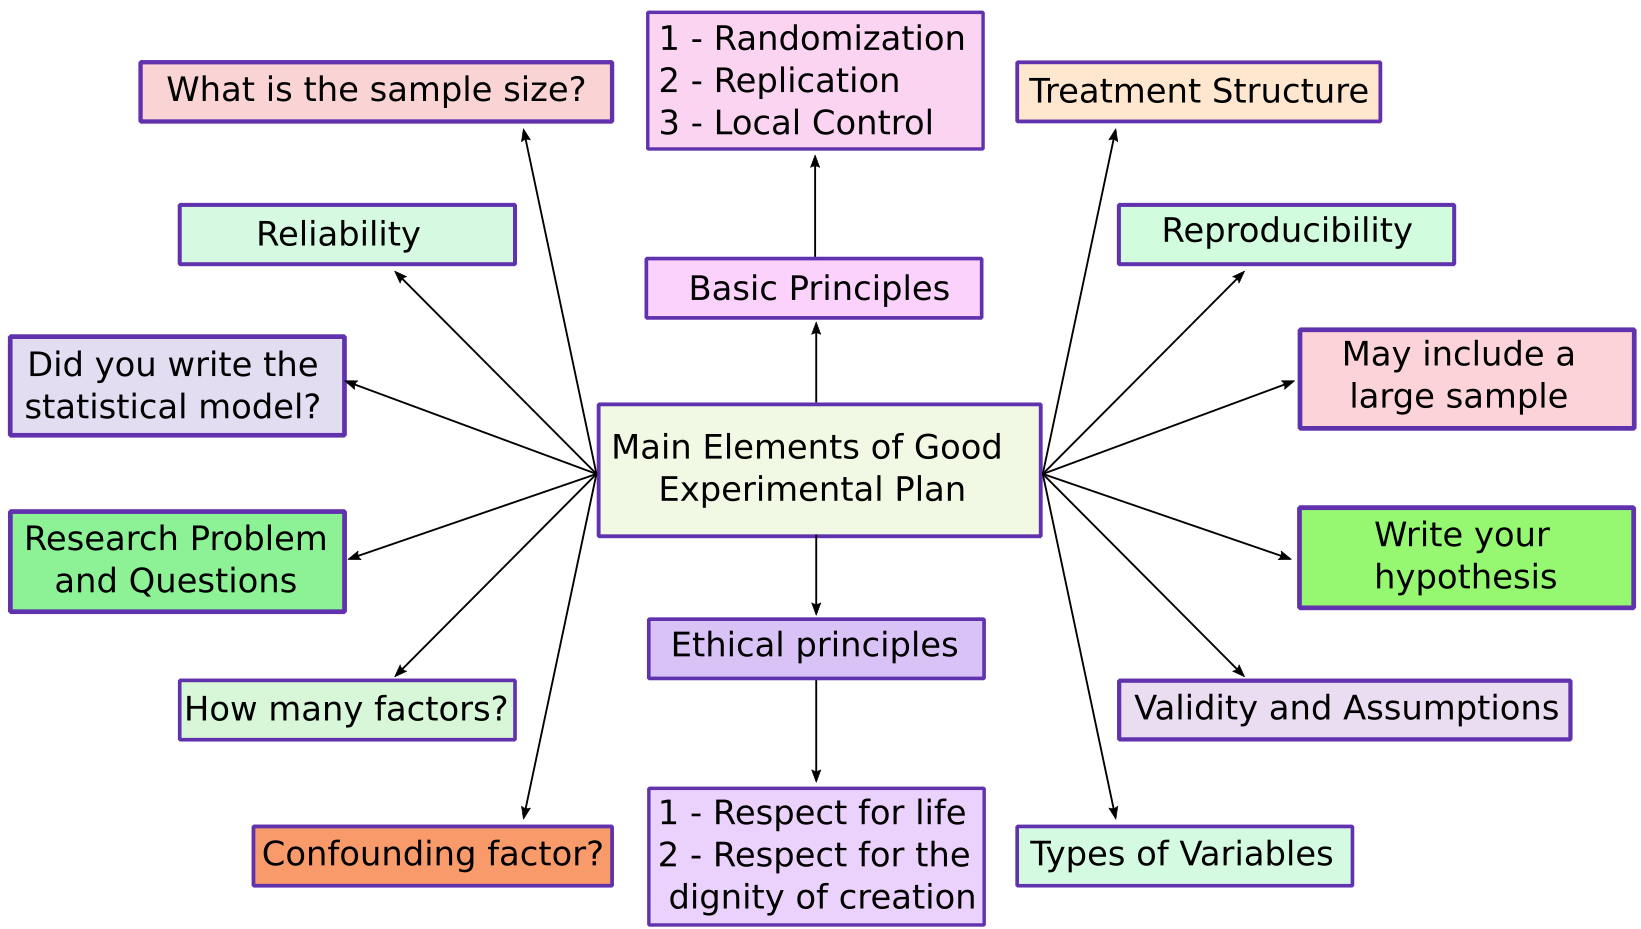 1 - Randomization
2 - Replication
3 - Local Control
What is the sample size?
Treatment Structure
Reliability
Reproducibility
Basic Principles
Did you write the
statistical model?
May include a
large sample
Main Elements of Good
Experimental Plan
Research Problem
and Questions
Write your
hypothesis
Ethical principles
How many factors?
Validity and Assumptions
Confounding factor?
1 - Respect for life
2 - Respect for the
dignity of creation
Types of Variables